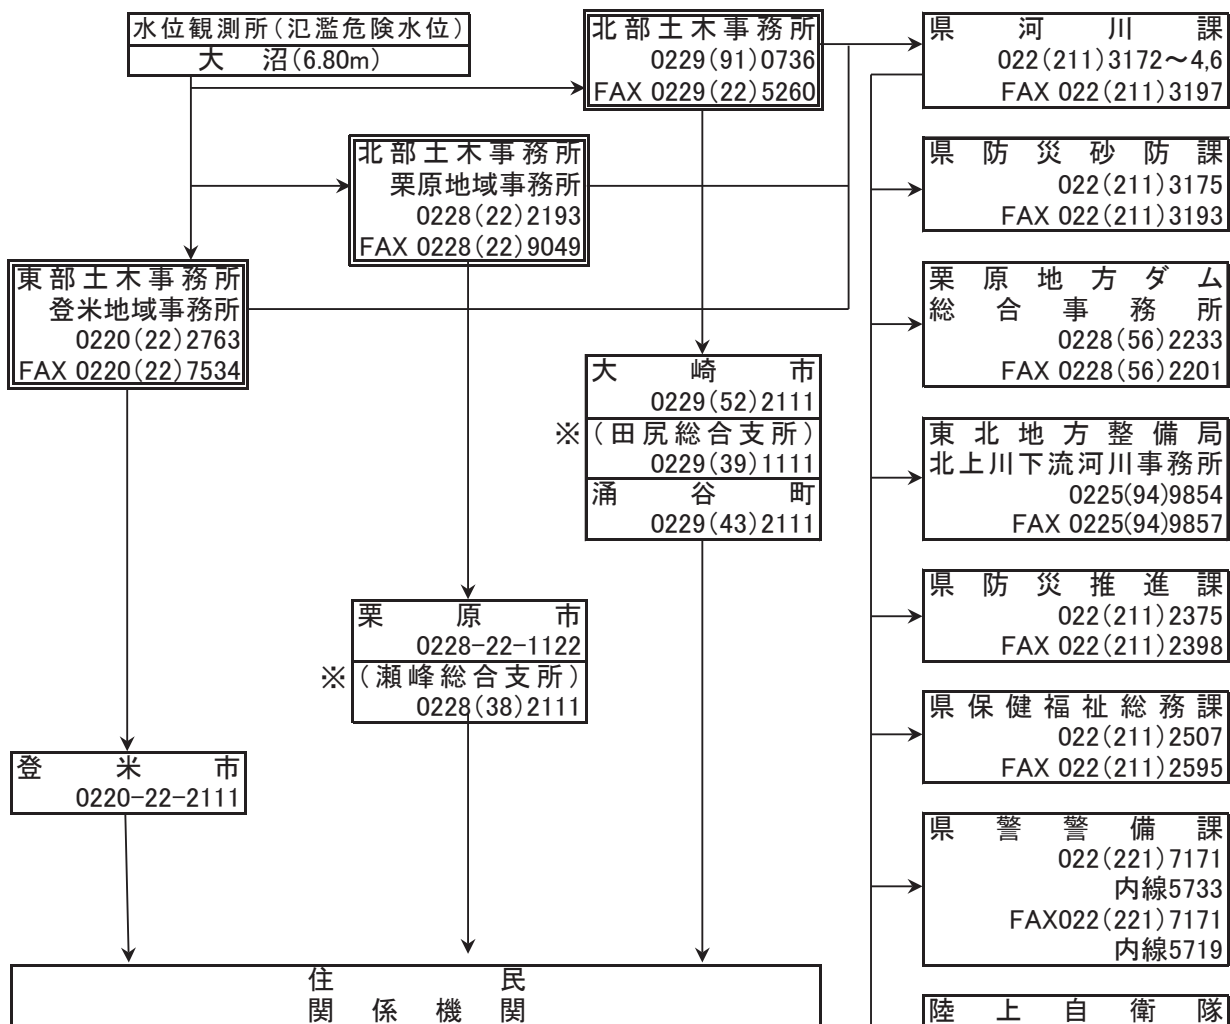 水位観測所(氾濫危険水位)
大 沼(6.80m)
北部土木事務所
0229(91)0736
FAX 0229(22)5260
北部土木事務所
栗原地域事務所
0228(22)2193
FAX 0228(22)9049
東部土木事務所
登米地域事務所
0220(22)2763
FAX 0220(22)7534
大 崎 市
0229(52)2111
※(田尻総合支所)
0229(39)1111
涌 谷 町
0229(43)2111
栗 原 市
0228-22-1122
※(瀬峰総合支所)
0228(38)2111
登 米 市
0220-22-2111
住 民
関 係 機 関
県 河 川 課
022(211)3172~4,6
FAX 022(211)3197
県 防 災 砂 防 課
022(211)3175
FAX 022(211)3193
栗 原 地 方 ダ ム
総 合 事 務 所
0228(56)2233
FAX 0228(56)2201
東 北 地 方 整 備 局
北上川下流河川事務所
0225(94)9854
FAX 0225(94)9857
県 防 災 推 進 課
022(211)2375
FAX 022(211)2398
県 保 健 福 祉 総 務 課
022(211)2507
FAX 022(211)2595
県 警 警 備 課
022(221)7171
内線5733
FAX022(221)7171
内線5719
陸 上 自 衛 隊